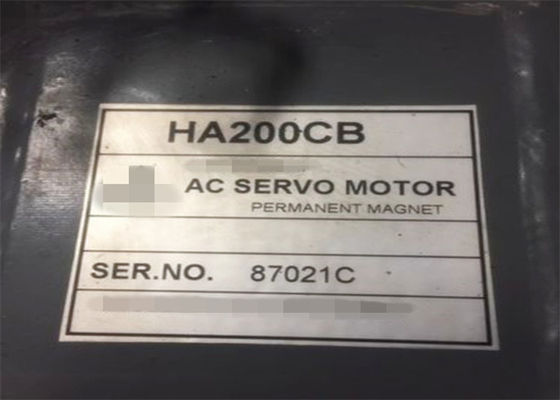 HA200CB
AC SERVO MOTOR
PERMANENT MAGNET
SER.NO. 87021C